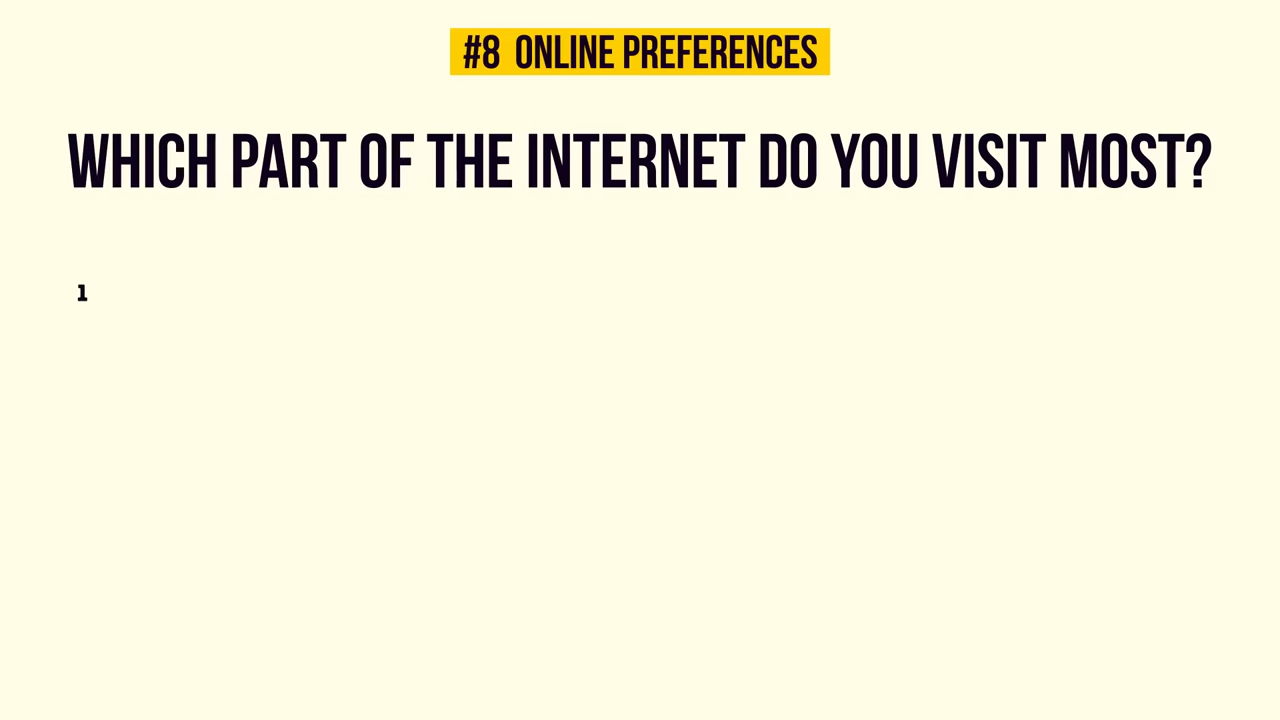 #8 ONLINE PREFERENCES
WHICH PART OF THE INTERNET DO YOU VISIT MOST?
1